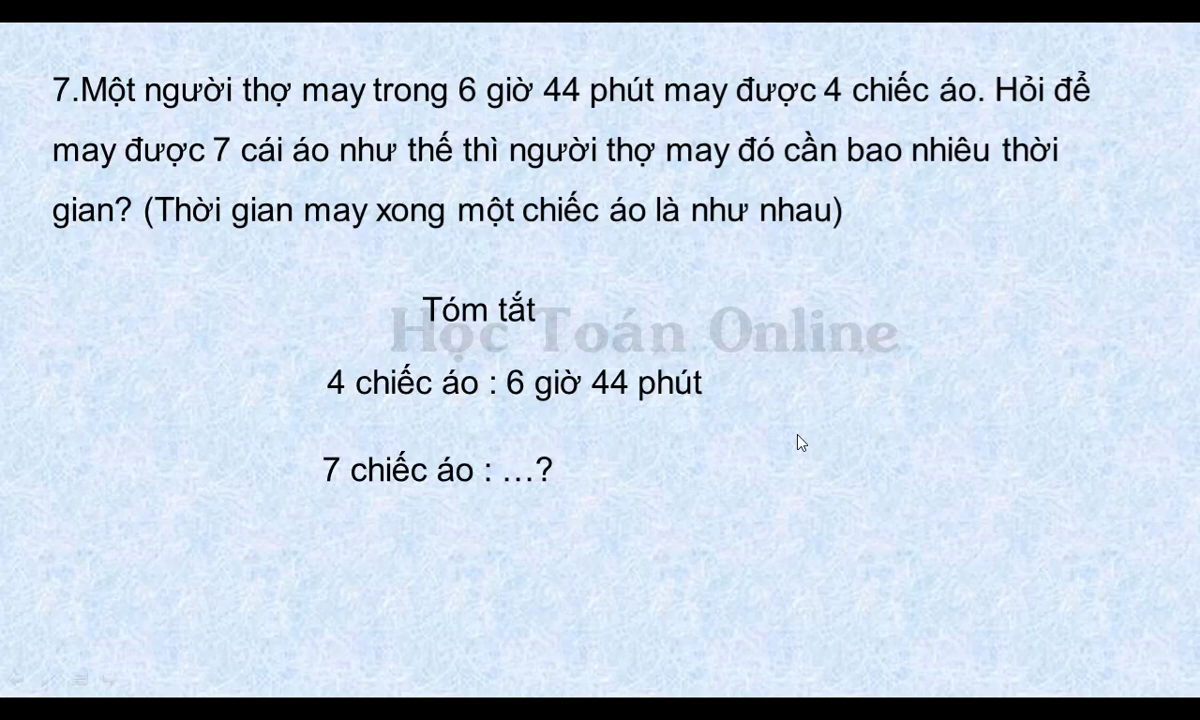 7.Một người thợ may trong 6 giờ 44 phút may được 4 chiếc áo. Hỏi để
may được 7 cái áo như thế thì người thợ may đó cần bao nhiêu thời
gian? (Thời gian may xong một chiếc áo là như nhau)
Tóm tắt
Học Toán Online
4 chiếc áo : 6 giờ 44 phút
7 chiếc áo : …?